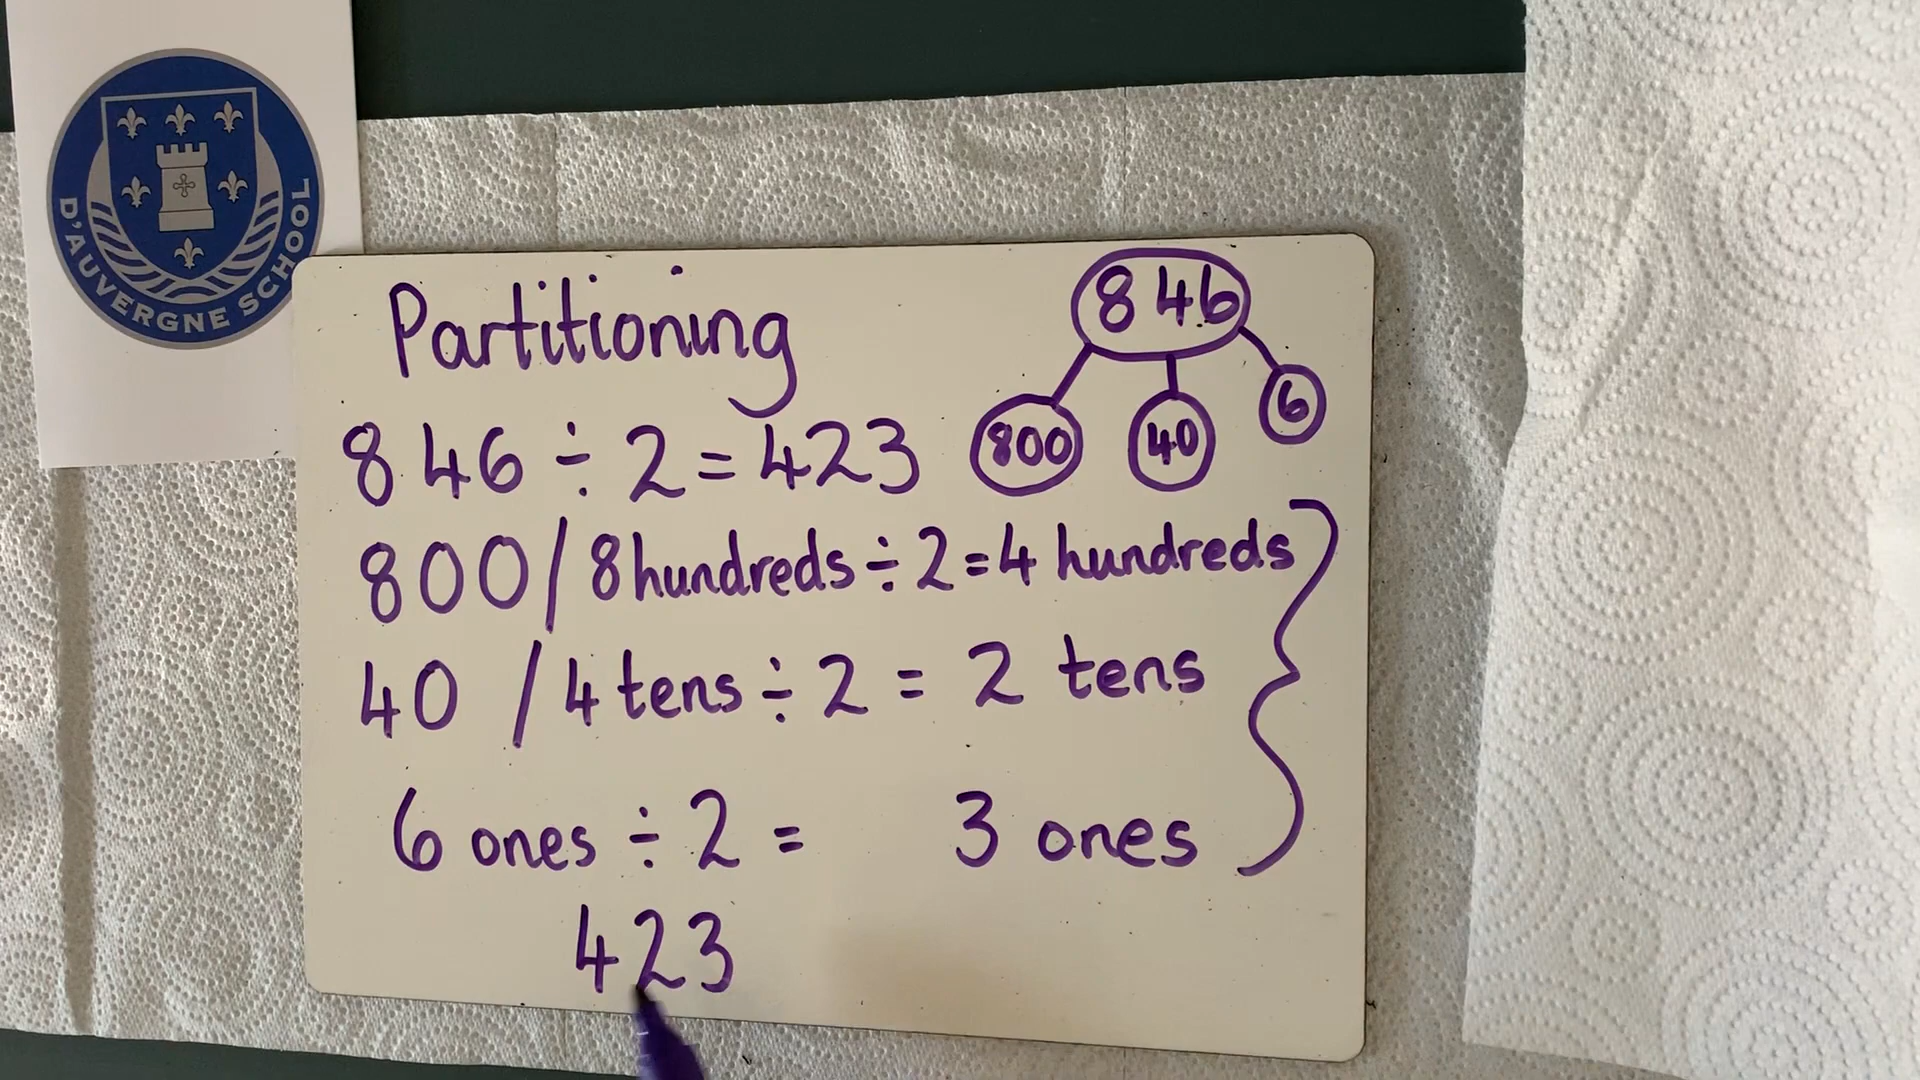 D'AUVERGNE SCHOOL
Partitioning
846
800 40 6
846 ÷ 2 = 423
800 / 8 hundreds ÷ 2 = 4 hundreds
40 / 4 tens ÷ 2 = 2 tens
6 ones ÷ 2 = 3 ones
423